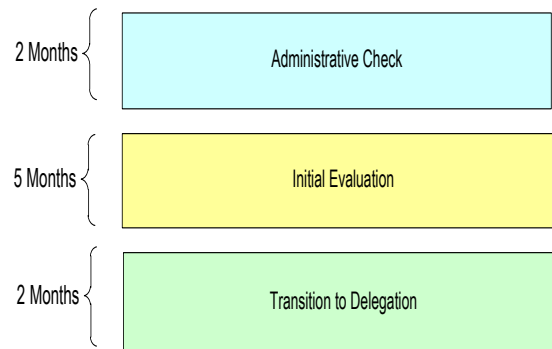 2 Months
Administrative Check
5 Months
Initial Evaluation
2 Months
Transition to Delegation